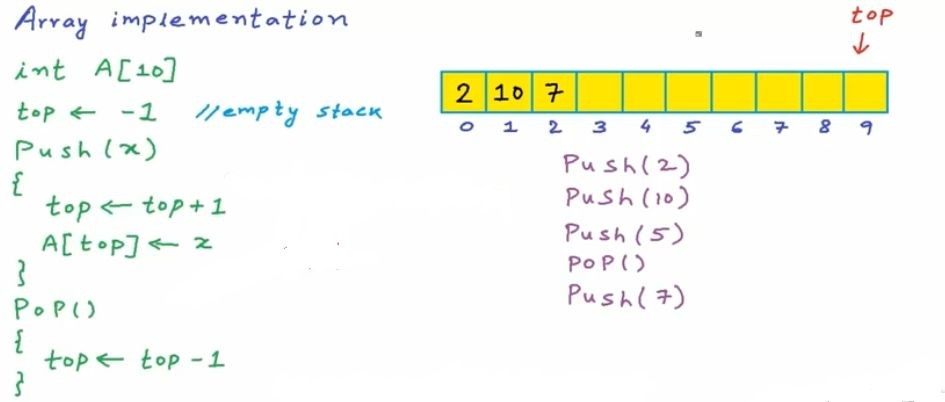 Array implementation
int A[10]
top ← -1 //empty stack
Push(x)
{
top ← top+1
A[top] ← x
}
POP()
{
top ← top -1
}
top
↓
2 10 7
0 1 2 3 4 5 6 7 8 9
Push(2)
Push(10)
Push(5)
POP()
Push(7)